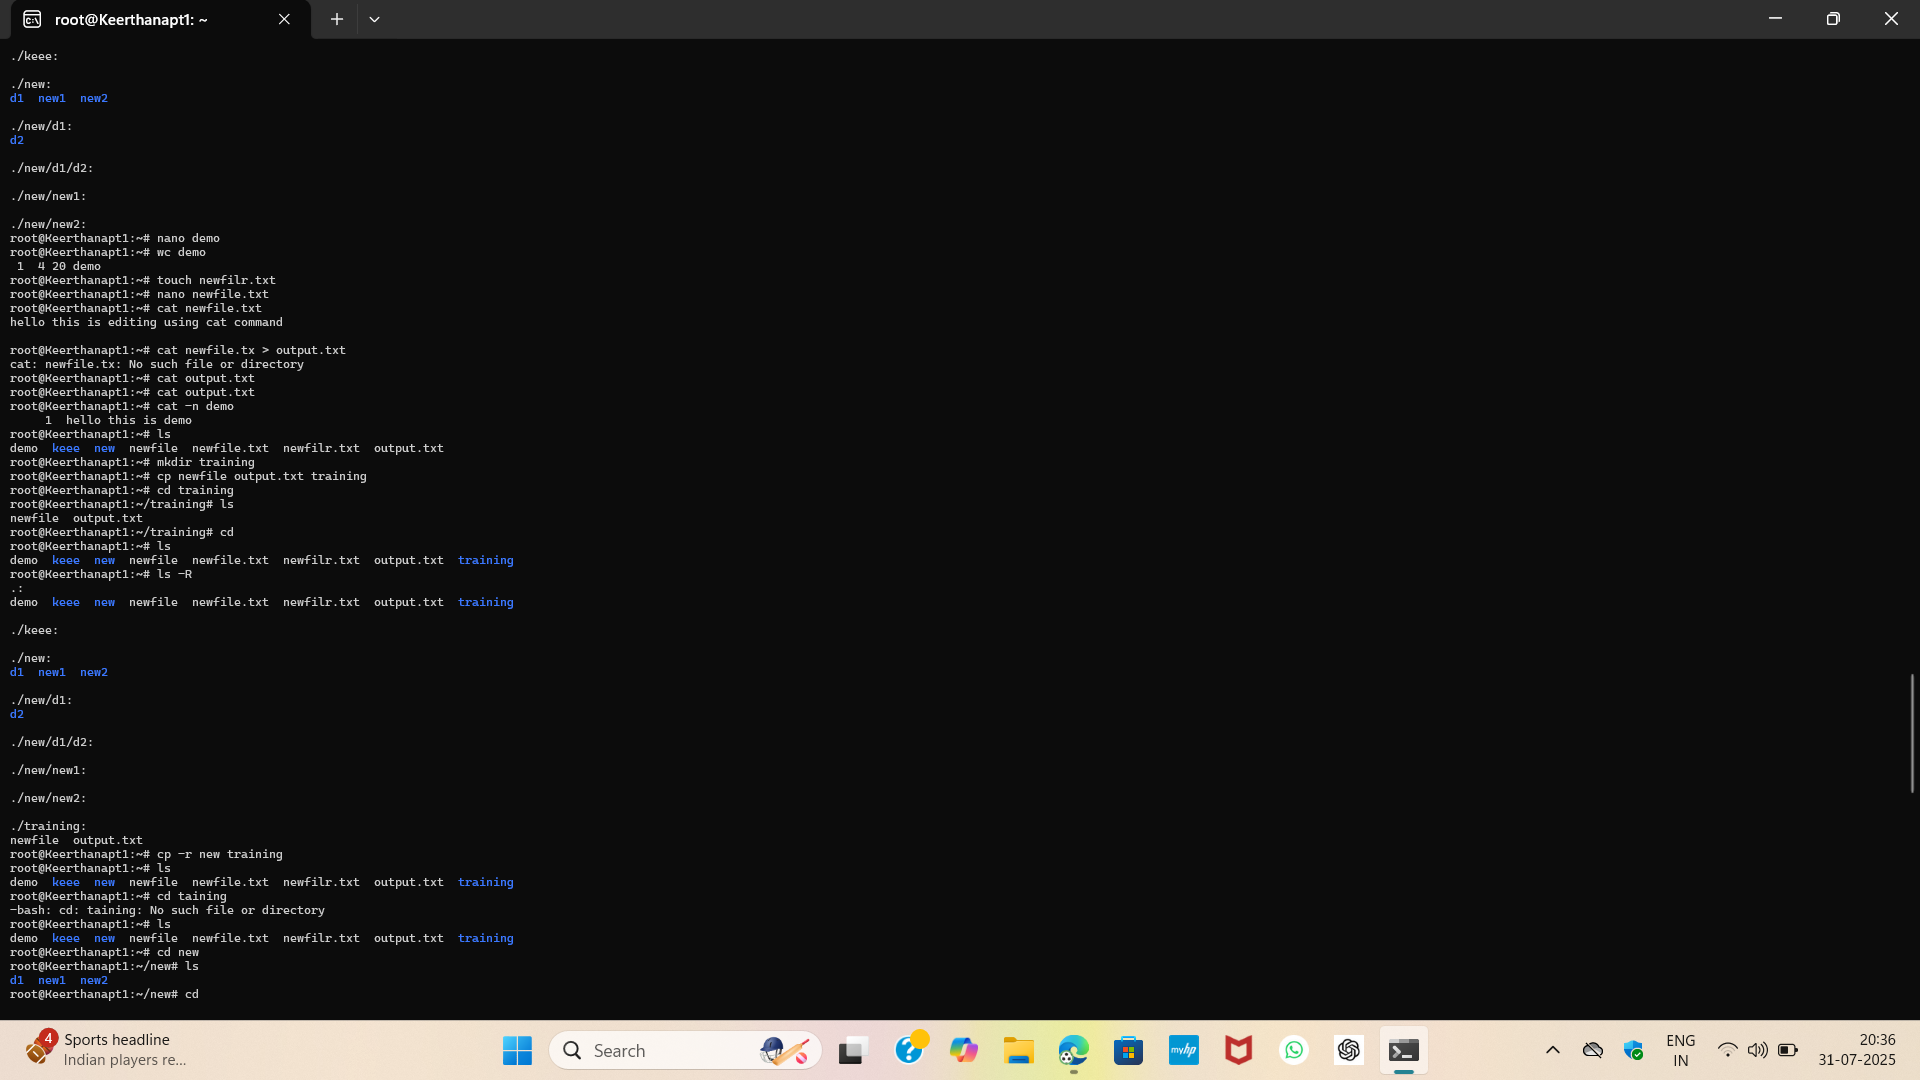 root@Keerthanapt1: ~
./keee:
./new:
d1  new1  new2
./new/d1:
d2
./new/d1/d2:
./new/new1:
./new/new2:
root@Keerthanapt1:~# nano demo
root@Keerthanapt1:~# wc demo
 1  4 20 demo
root@Keerthanapt1:~# touch newfilr.txt
root@Keerthanapt1:~# nano newfile.txt
root@Keerthanapt1:~# cat newfile.txt
hello this is editing using cat command
root@Keerthanapt1:~# cat newfile.tx > output.txt
cat: newfile.tx: No such file or directory
root@Keerthanapt1:~# cat output.txt
root@Keerthanapt1:~# cat output.txt
root@Keerthanapt1:~# cat -n demo
     1  hello this is demo
root@Keerthanapt1:~# ls
demo  keee  new  newfile  newfile.txt  newfilr.txt  output.txt
root@Keerthanapt1:~# mkdir training
root@Keerthanapt1:~# cp newfile output.txt training
root@Keerthanapt1:~# cd training
root@Keerthanapt1:~/training# ls
newfile  output.txt
root@Keerthanapt1:~/training# cd
root@Keerthanapt1:~# ls
demo  keee  new  newfile  newfile.txt  newfilr.txt  output.txt  training
root@Keerthanapt1:~# ls -R
.:
demo  keee  new  newfile  newfile.txt  newfilr.txt  output.txt  training
./keee:
./new:
d1  new1  new2
./new/d1:
d2
./new/d1/d2:
./new/new1:
./new/new2:
./training:
newfile  output.txt
root@Keerthanapt1:~# cp -r new training
root@Keerthanapt1:~# ls
demo  keee  new  newfile  newfile.txt  newfilr.txt  output.txt  training
root@Keerthanapt1:~# cd taining
-bash: cd: taining: No such file or directory
root@Keerthanapt1:~# ls
demo  keee  new  newfile  newfile.txt  newfilr.txt  output.txt  training
root@Keerthanapt1:~# cd new
root@Keerthanapt1:~/new# ls
d1  new1  new2
root@Keerthanapt1:~/new# cd
4
Sports headline
Indian players re...
Search
myhp
ENG
IN
20:36
31-07-2025